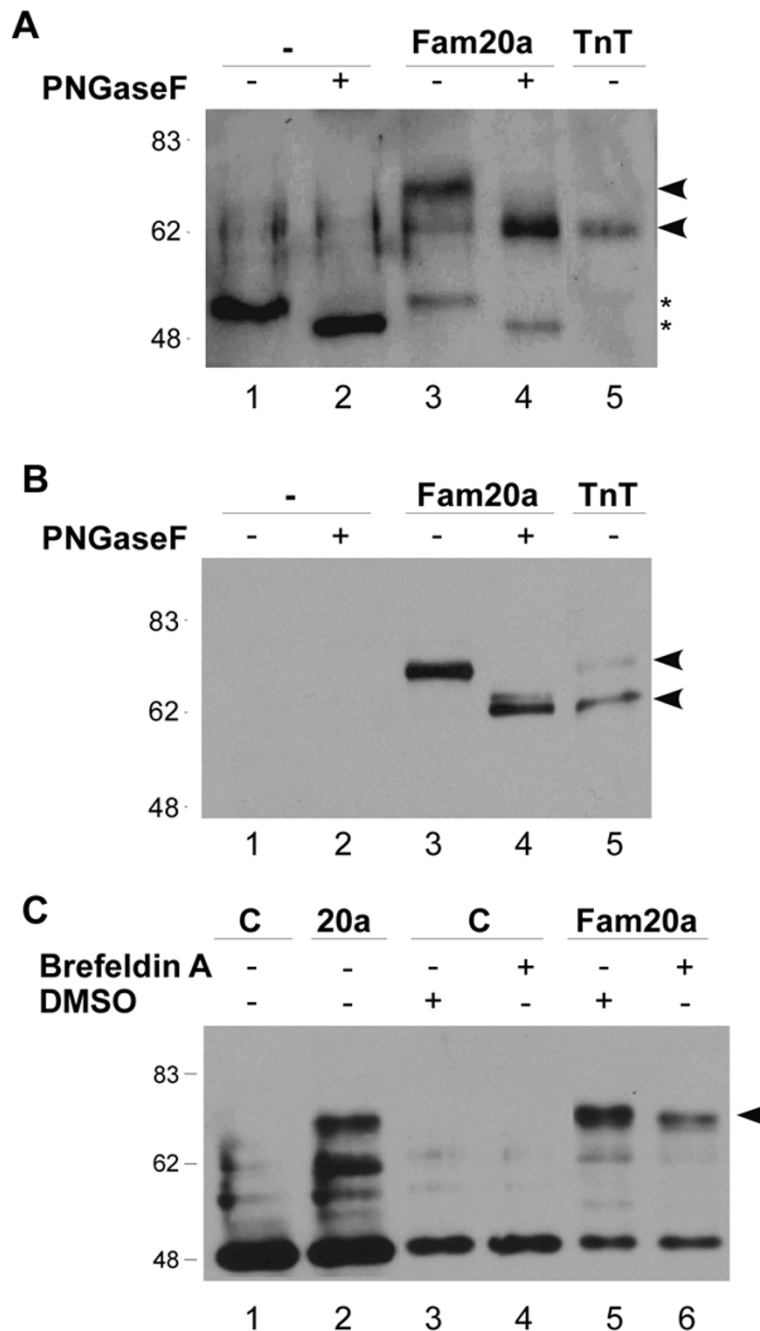 A
- Fam20a TnT
PNGaseF - + - + -
83
62
*
*
48
1 2 3 4 5
B
- Fam20a TnT
PNGaseF - + - + -
83
62
48
1 2 3 4 5
C
C 20a C Fam20a
Brefeldin A - - - + - +
DMSO - - + - + -
83
62
48
1 2 3 4 5 6